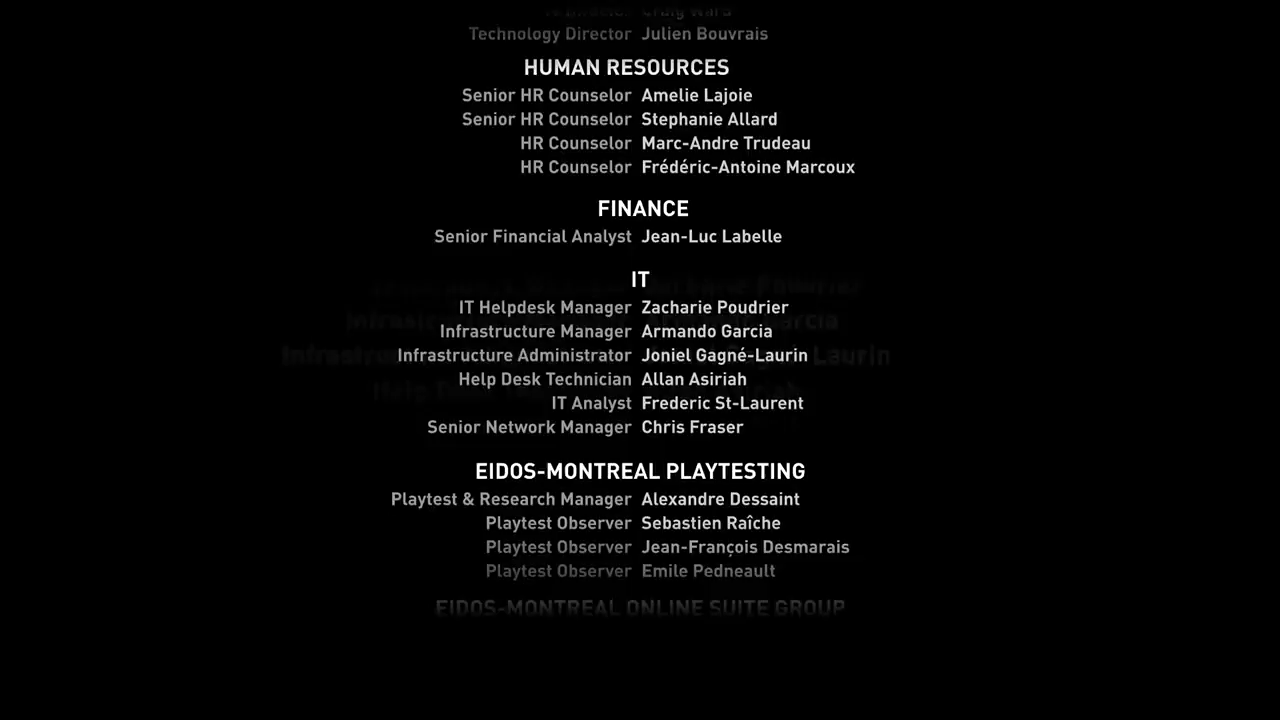 Craig Ward
Technology Director Julien Bouvrais
HUMAN RESOURCES
Senior HR Counselor Amelie Lajoie
Senior HR Counselor Stephanie Allard
HR Counselor Marc-Andre Trudeau
HR Counselor Frédéric-Antoine Marcoux
FINANCE
Senior Financial Analyst Jean-Luc Labelle
IT
IT Helpdesk Manager Zacharie Poudrier
Infrastructure Manager Armando Garcia
Infrastructure Administrator Joniel Gagné-Laurin
Help Desk Technician Allan Asiriah
IT Analyst Frederic St-Laurent
Senior Network Manager Chris Fraser
EIDOS-MONTREAL PLAYTESTING
Playtest & Research Manager Alexandre Dessaint
Playtest Observer Sebastien Raîche
Playtest Observer Jean-François Desmarais
Playtest Observer Emile Pedneault
EIDOS-MONTREAL ONLINE SUITE GROUP